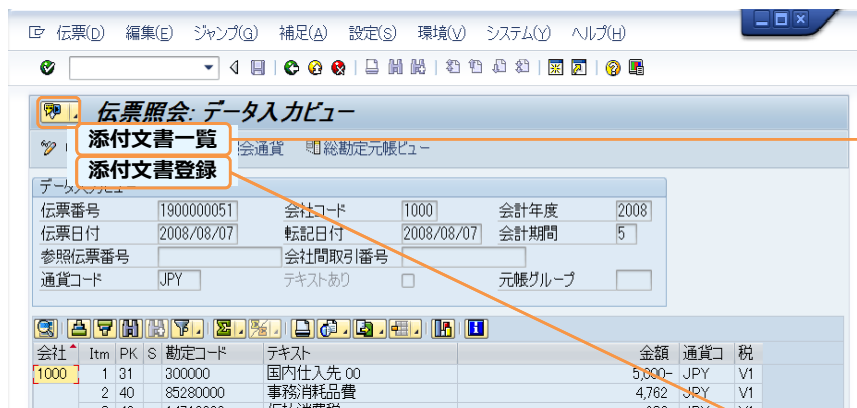 伝票(D) 編集(E) ジャンプ(G) 補足(A) 設定(S) 環境(V) システム(Y) ヘルプ(H)
伝票照会: データ入力ビュー
添付文書一覧
会通貨 総勘定元帳ビュー
添付文書登録
データ入力ビュー
伝票番号 1900000051 会社コード 1000 会計年度 2008
伝票日付 2008/08/07 転記日付 2008/08/07 会計期間 5
参照伝票番号 会社間取引番号
通貨コード JPY テキストあり 元帳グループ
会社 Itm PK S 勘定コード テキスト 金額 通貨コ 税
1000 1 31 300000 国内仕入先 00 5,000- JPY V1
2 40 85280000 事務消耗品費 4,762 JPY V1